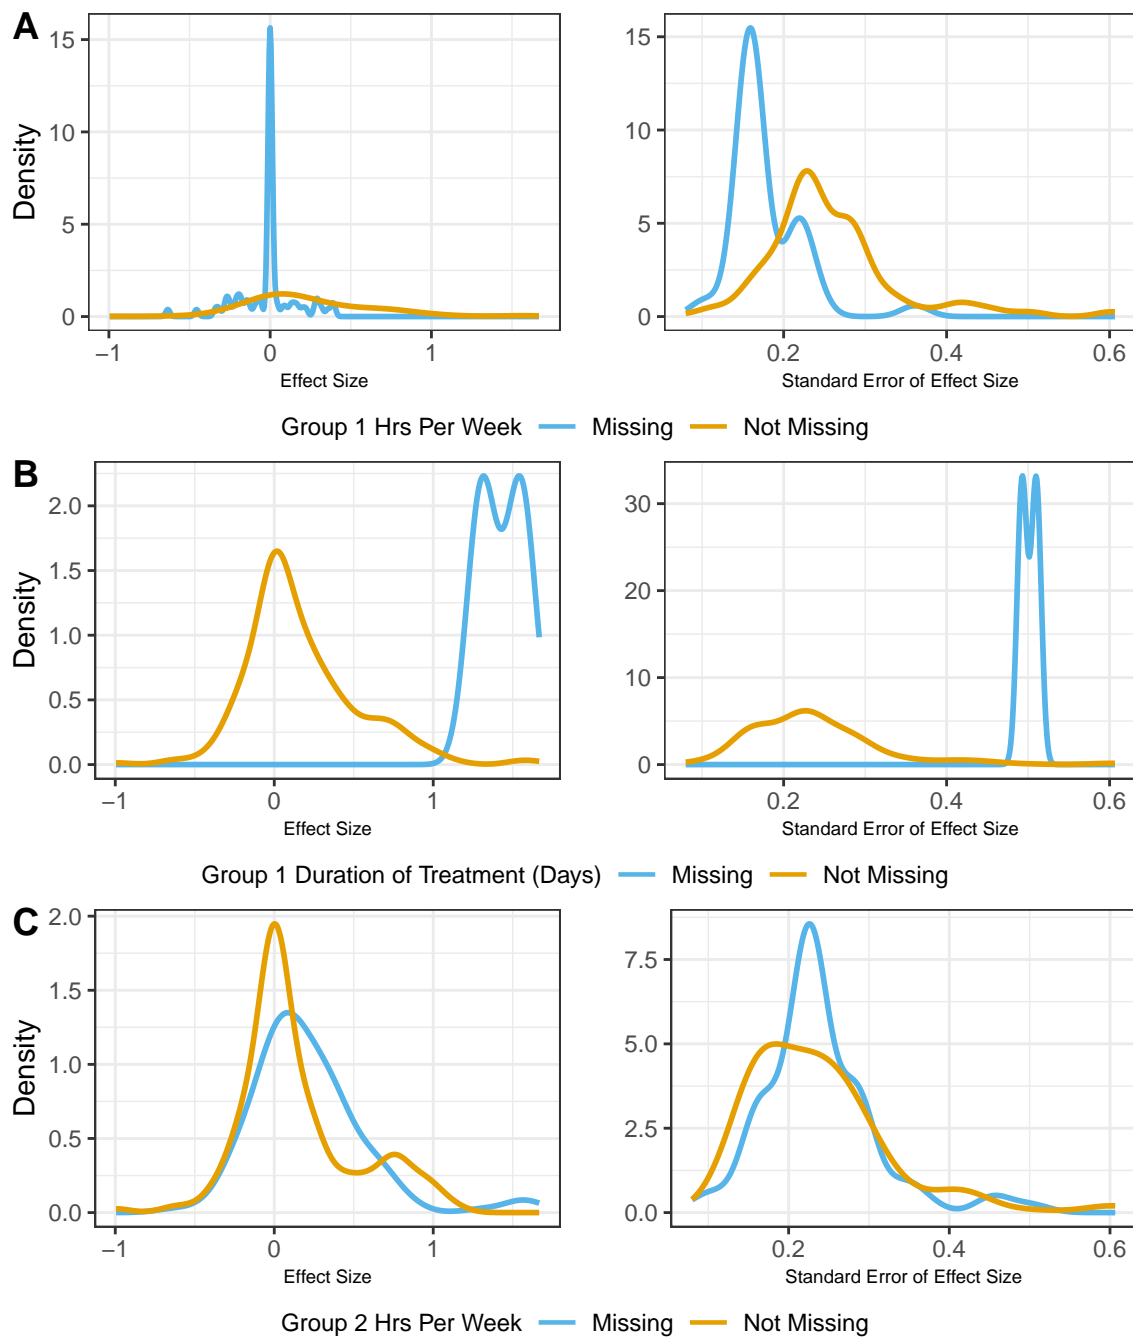 A
15
10
5
0
Density
−1
0
1
Effect Size
15
10
5
0
0.2
0.4
0.6
Standard Error of Effect Size
Group 1 Hrs Per Week Missing Not Missing
B
2.0
1.5
1.0
0.5
0.0
Density
−1
0
1
Effect Size
30
20
10
0
0.2
0.4
0.6
Standard Error of Effect Size
Group 1 Duration of Treatment (Days) Missing Not Missing
C
2.0
1.5
1.0
0.5
0.0
Density
−1
0
1
Effect Size
7.5
5.0
2.5
0.0
0.2
0.4
0.6
Standard Error of Effect Size
Group 2 Hrs Per Week Missing Not Missing